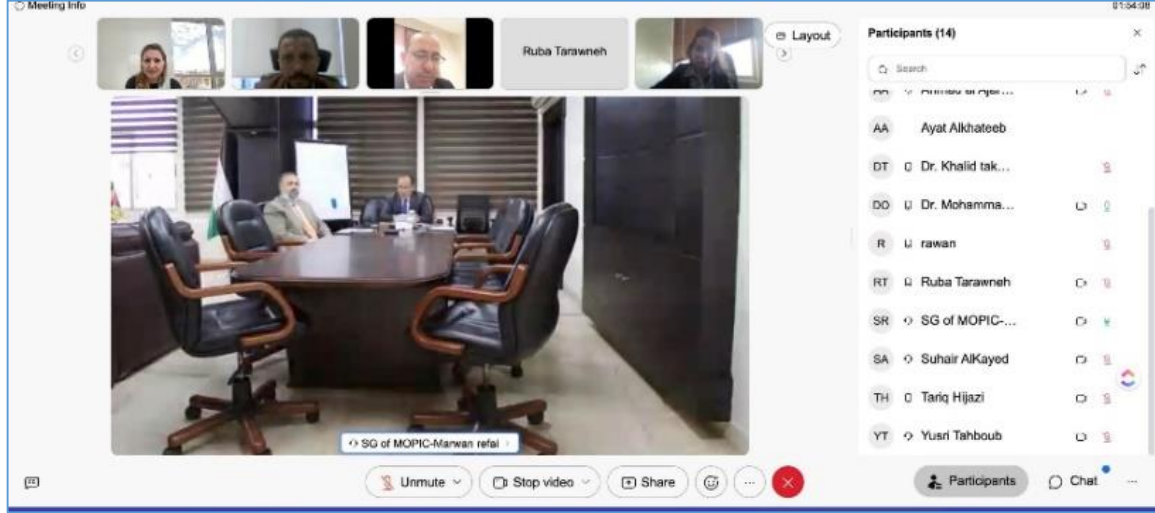 Meeting Info
01:54:08
Layout
Ruba Tarawneh
Participants (14)
Search
AA Ayat Alkhateeb
DT Dr. Khalid tak...
DO Dr. Mohamma...
R rawan
RT Ruba Tarawneh
SR SG of MOPIC-...
SA Suhair AlKayed
TH Tariq Hijazi
YT Yusri Tahboub
SG of MOPIC-Marwan refai
Unmute
Stop video
Share
Participants
Chat